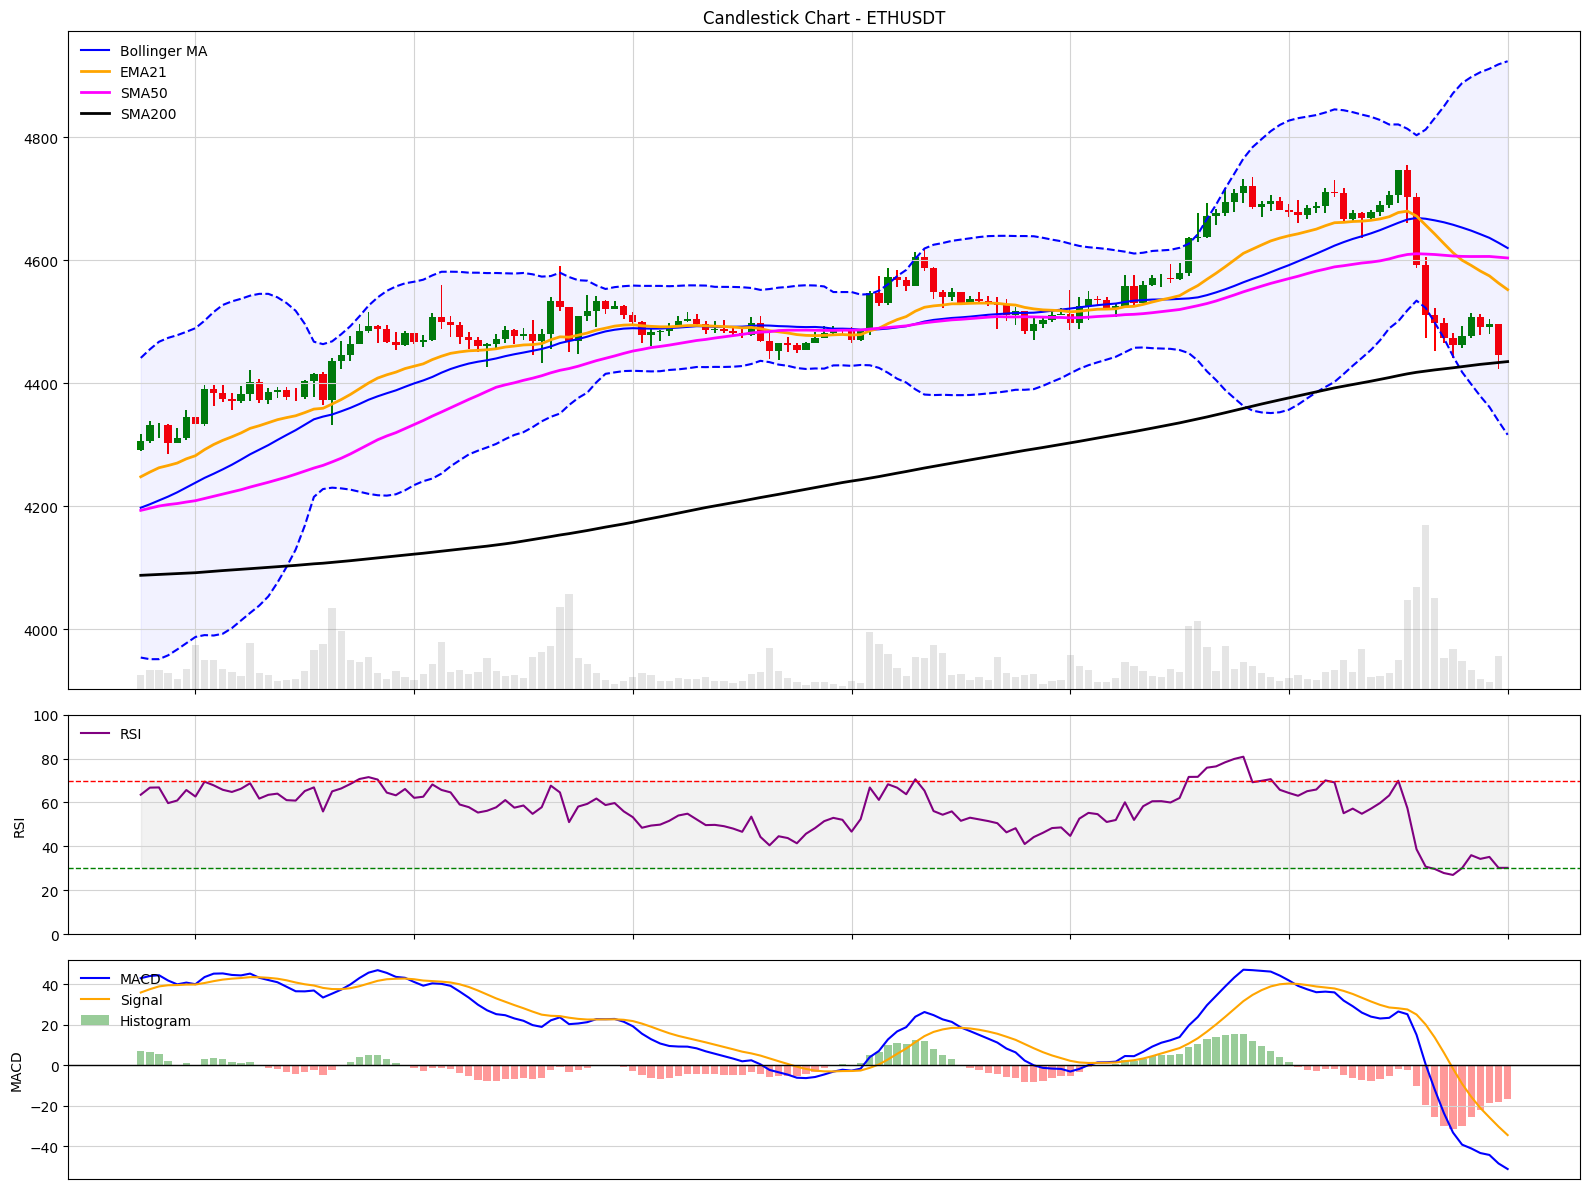 Candlestick Chart - ETHUSDT
Bollinger MA
EMA21
SMA50
SMA200
4800
4600
4400
4200
4000
RSI
100
80
60
40
20
0
RSI
MACD
Signal
Histogram
40
20
0
−20
−40
MACD